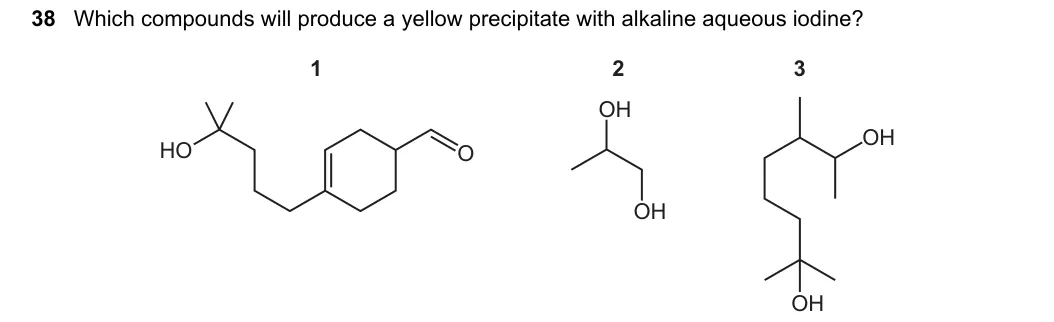 38 Which compounds will produce a yellow precipitate with alkaline aqueous iodine?
1 2 3
OH
OH
HO
O
OH
OH